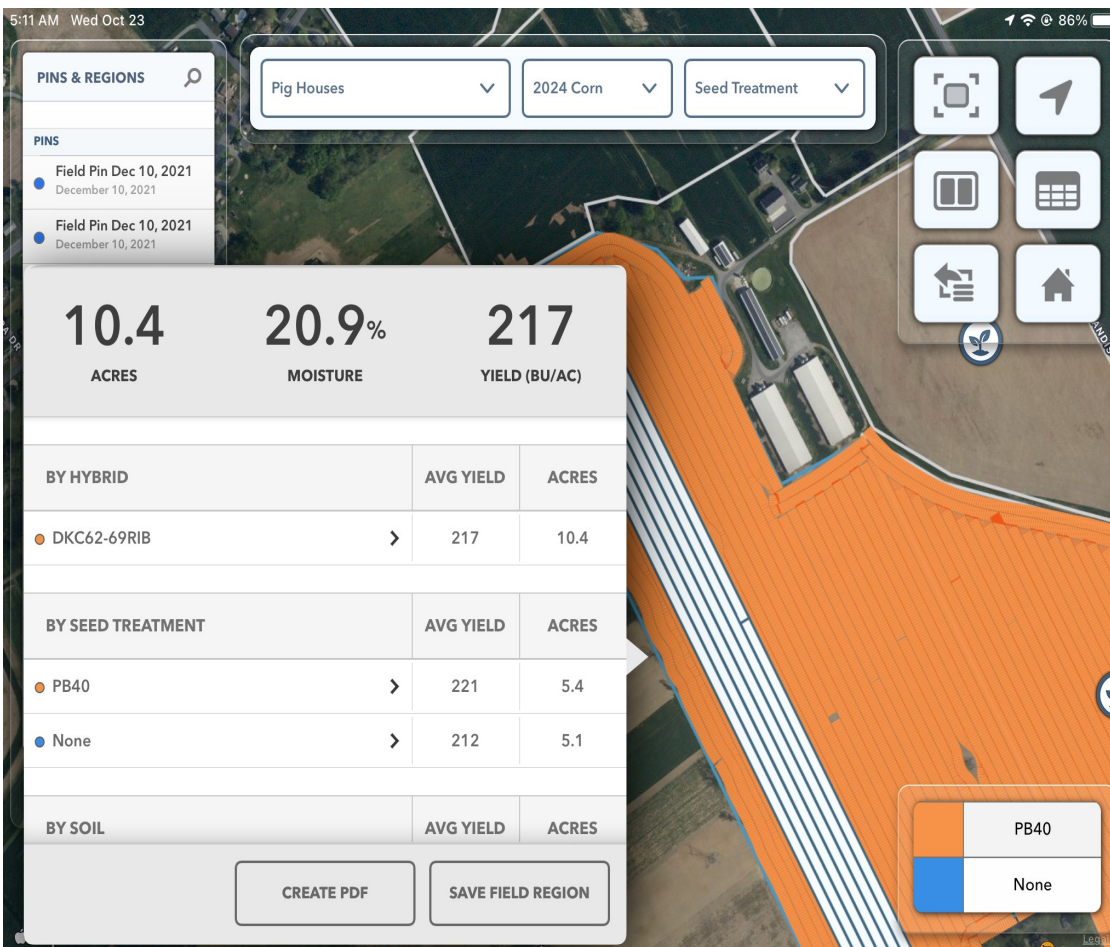 5:11 AM Wed Oct 23
86%
PINS & REGIONS
PINS
Field Pin Dec 10, 2021
December 10, 2021
Field Pin Dec 10, 2021
December 10, 2021
Pig Houses
2024 Corn
Seed Treatment
10.4
ACRES
20.9%
MOISTURE
217
YIELD (BU/AC)
BY HYBRID AVG YIELD ACRES
DKC62-69RIB 217 10.4
BY SEED TREATMENT AVG YIELD ACRES
PB40 221 5.4
None 212 5.1
BY SOIL AVG YIELD ACRES
CREATE PDF
SAVE FIELD REGION
PB40
None
Legal